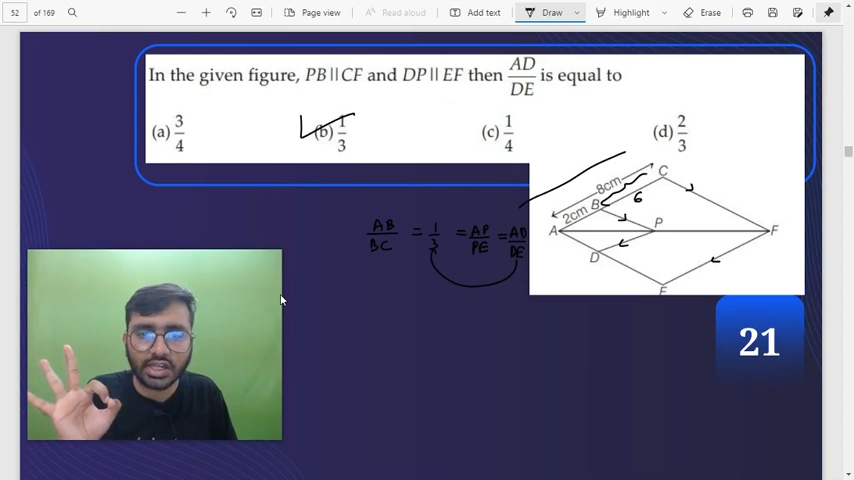 52 of 169 Page view Read aloud Add text Draw Highlight Erase
In the given figure, PB||CF and DP|| EF then AD/DE is equal to
(a) 3/4 (b) 1/3 (c) 1/4 (d) 2/3
C
8cm
B 6
2cm
A P F
D
E
AB/BC = 1/3 = AP/PE = AD/DE
21